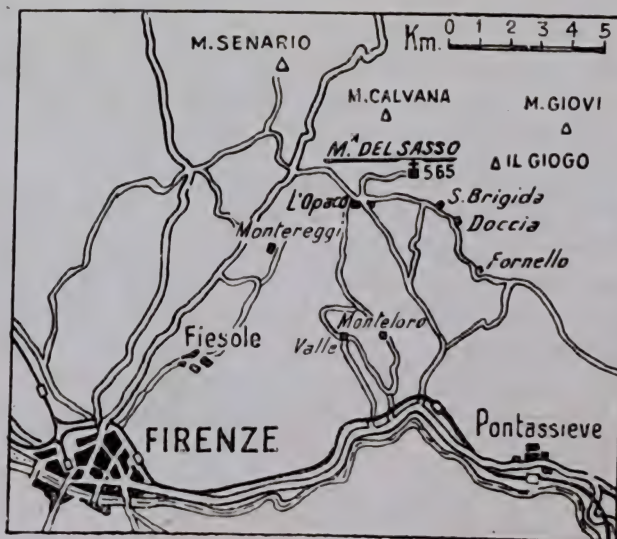 Km. 0 1 2 3 4 5
M. SENARIO
M. CALVANA
M. GIOVI
M.ª DEL SASSO
565
IL GIOGO
L'Opaco
S. Brigida
Doccia
Montereggi
Fornello
Fiesole
Valle
Monteloro
FIRENZE
Pontassieve